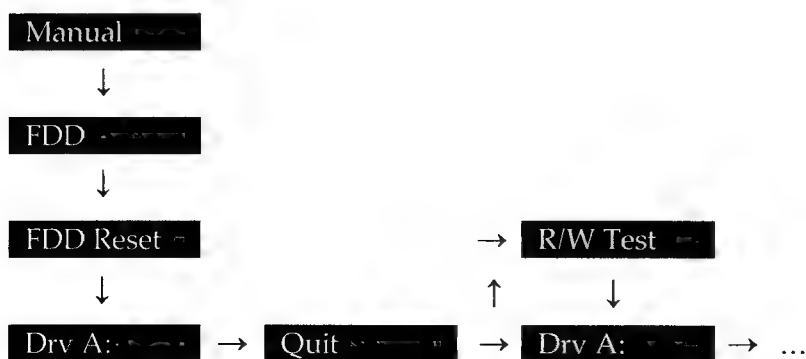 Manual
↓
FDD
↓
FDD Reset → R/W Test
↓ ↑ ↓
Drv A: → Quit → Drv A: → ...